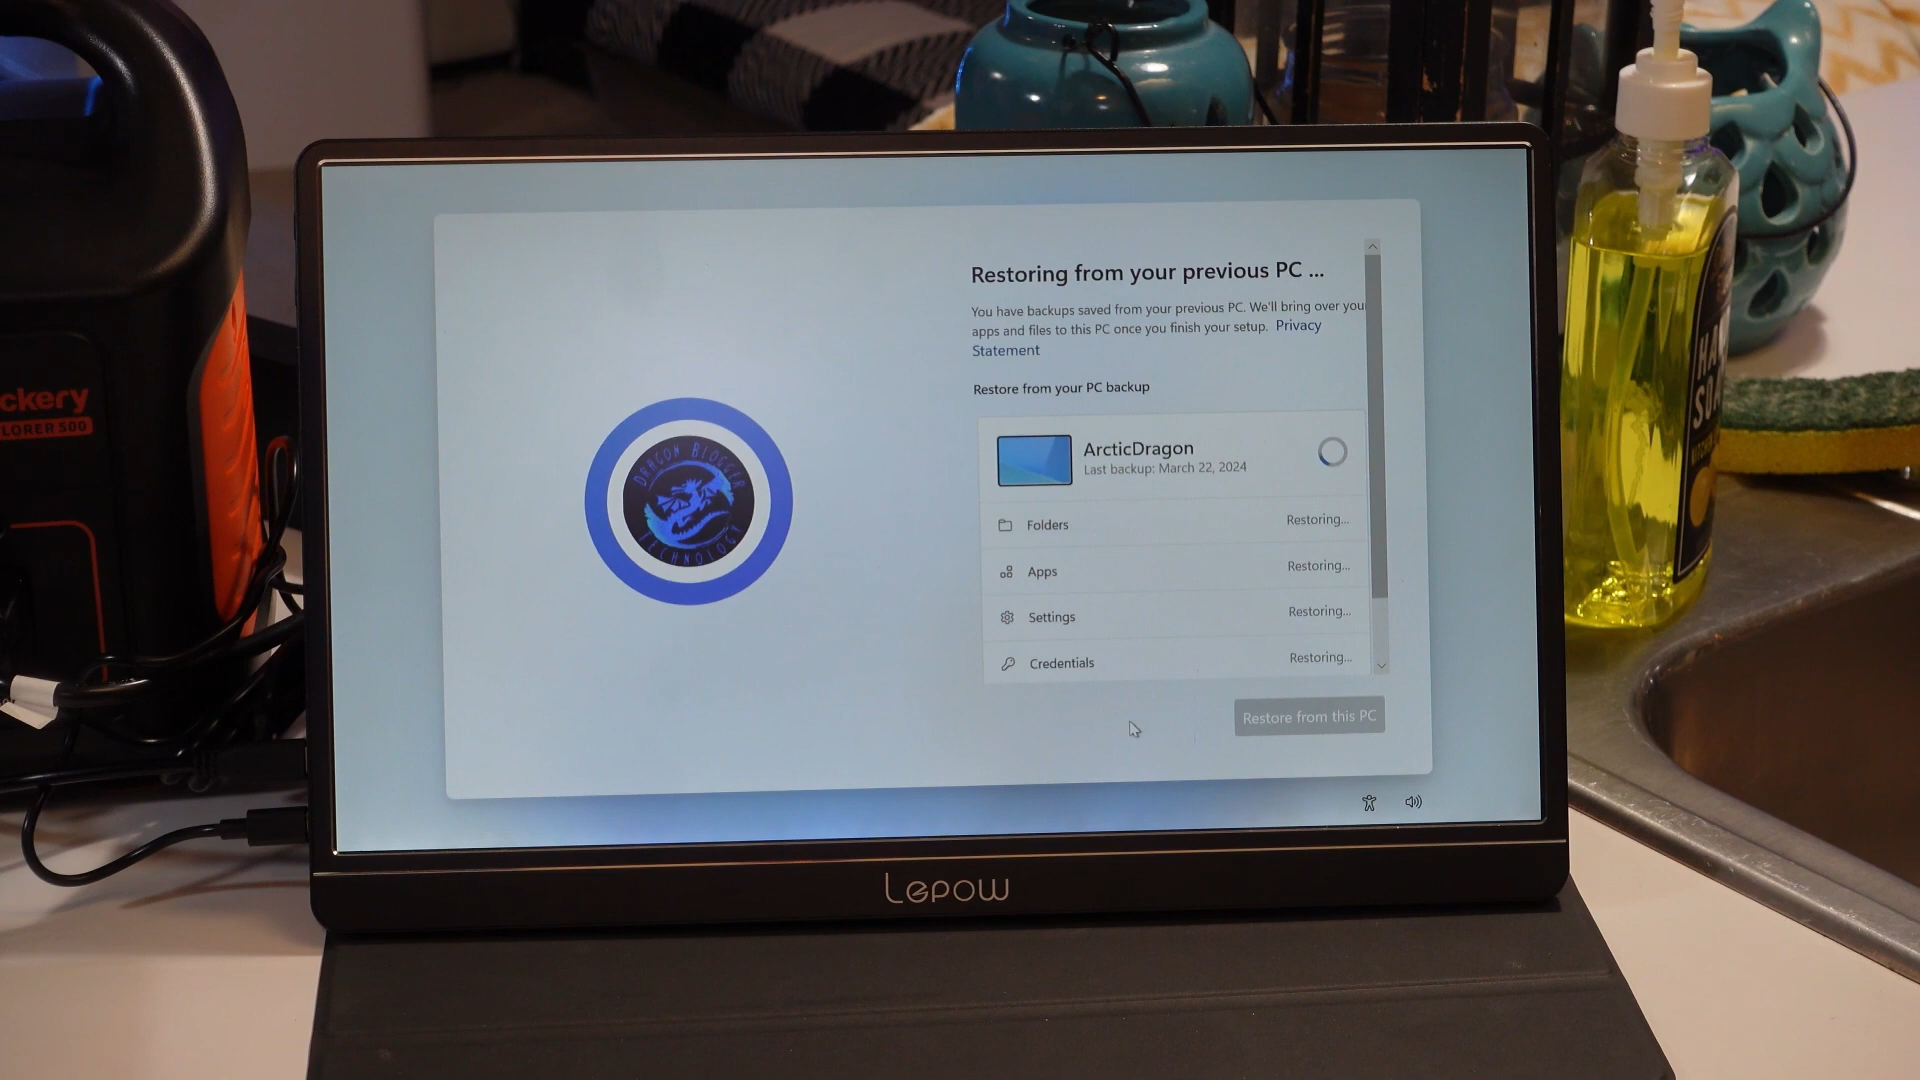 ckery
LORER 500
DRAGON BLOGGER
TECHNOLOGY
Restoring from your previous PC ...
You have backups saved from your previous PC. We'll bring over your
apps and files to this PC once you finish your setup. Privacy
Statement
Restore from your PC backup
ArcticDragon
Last backup: March 22, 2024
Folders Restoring...
Apps Restoring...
Settings Restoring...
Credentials Restoring...
Restore from this PC
Lepow
HA
SOA